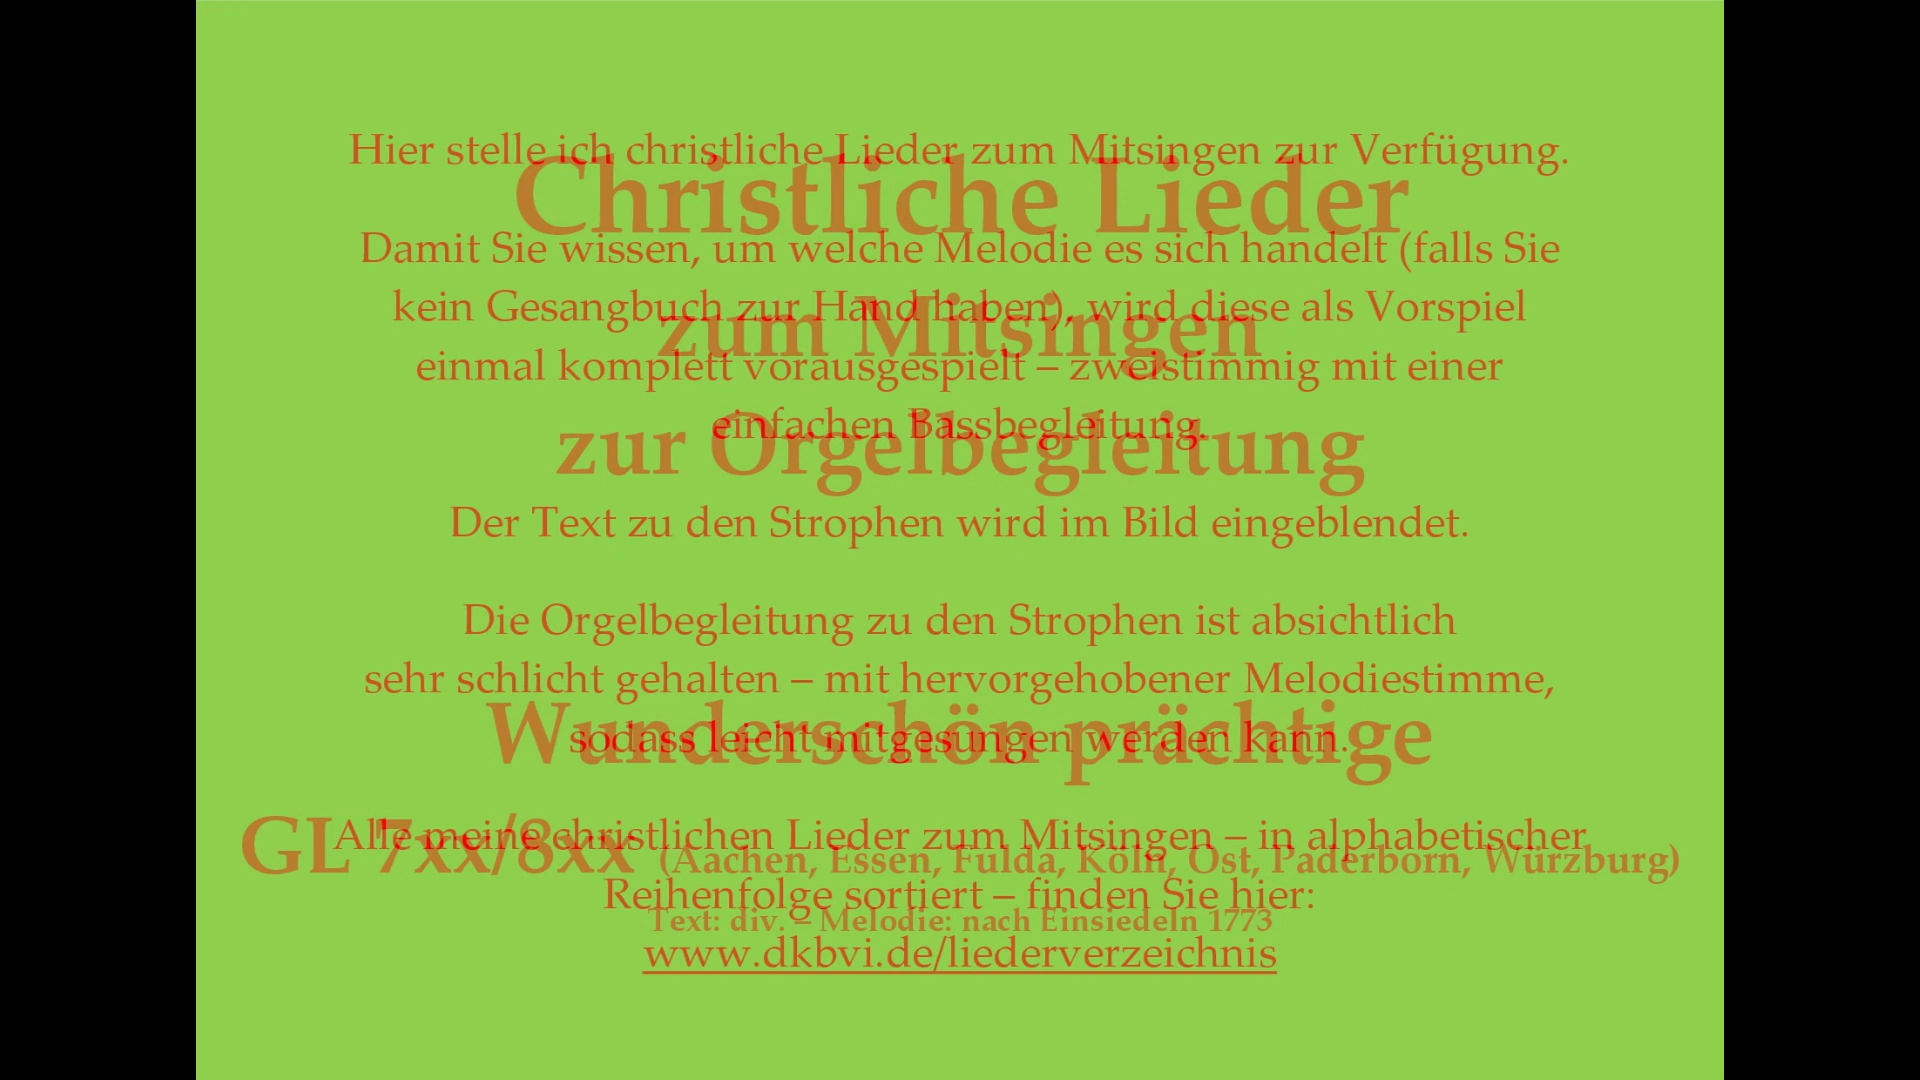 Hier stelle ich christliche Lieder zum Mitsingen zur Verfügung.
Christliche Lieder
Damit Sie wissen, um welche Melodie es sich handelt (falls Sie
kein Gesangbuch zur Hand haben), wird diese als Vorspiel
zum Mitsingen
einmal komplett vorausgespielt – zweistimmig mit einer
einfachen Bassbegleitung.
zur Orgelbegleitung
Der Text zu den Strophen wird im Bild eingeblendet.
Die Orgelbegleitung zu den Strophen ist absichtlich
sehr schlicht gehalten – mit hervorgehobener Melodiestimme,
Wunderschön prächtige
sodass leicht mitgesungen werden kann.
Alle meine christlichen Lieder zum Mitsingen – in alphabetischer
GL 7xx/8xx (Aachen, Essen, Fulda, Köln, Ost, Paderborn, Würzburg)
Reihenfolge sortiert – finden Sie hier:
Text: div. – Melodie: nach Einsiedeln 1773
www.dkbvi.de/liederverzeichnis